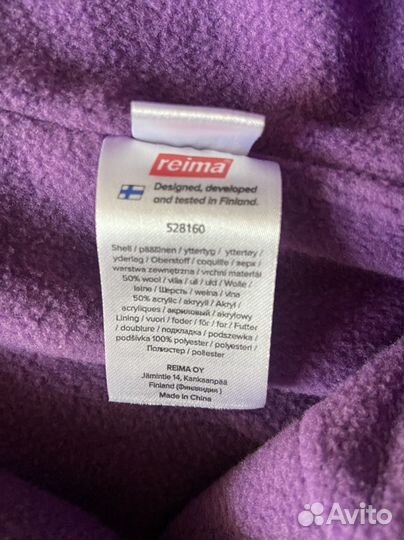 reima
Designed, developed
and tested in Finland.
528160
Shell / päällinen / yttertyg / yttertøy /
yderlag / Oberstoff / coquille / верх /
warstwa zewnętrzna / vrchní materiál
50% wool / villa / ull / uld / Wolle /
laine / Шерсть / wełna / vlna
50% acrylic / akryyli / Akryl /
acryliques / акриловый / akrylowy
Lining / vuori / foder / fôr / for / Futter
/ doublure / подкладка / podszewka /
podšívka 100% polyester / polyesteri /
Полиэстер / poliester
REIMA OY
Jämintie 14, Kankaanpää
Finland (Финляндия)
Made in China
Avito